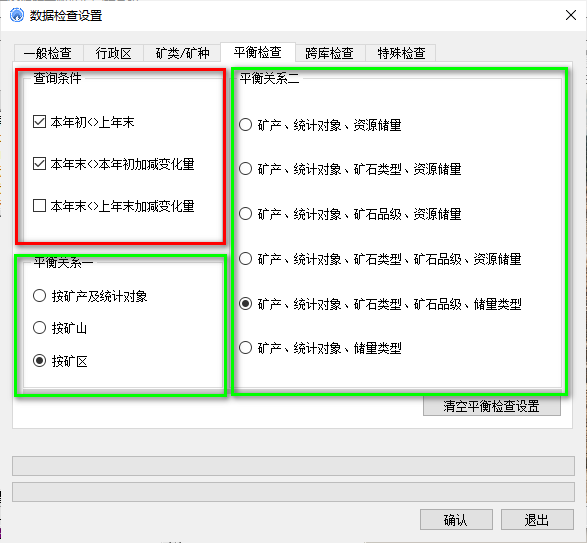 数据检查设置
一般检查 行政区 矿类/矿种 平衡检查 跨库检查 特殊检查
查询条件
本年初<>上年末
本年末<>本年初加减变化量
本年末<>上年末加减变化量
平衡关系一
按矿产及统计对象
按矿山
按矿区
平衡关系二
矿产、统计对象、资源储量
矿产、统计对象、矿石类型、资源储量
矿产、统计对象、矿石品级、资源储量
矿产、统计对象、矿石类型、矿石品级、资源储量
矿产、统计对象、矿石类型、矿石品级、储量类型
矿产、统计对象、储量类型
清空平衡检查设置
确认 退出